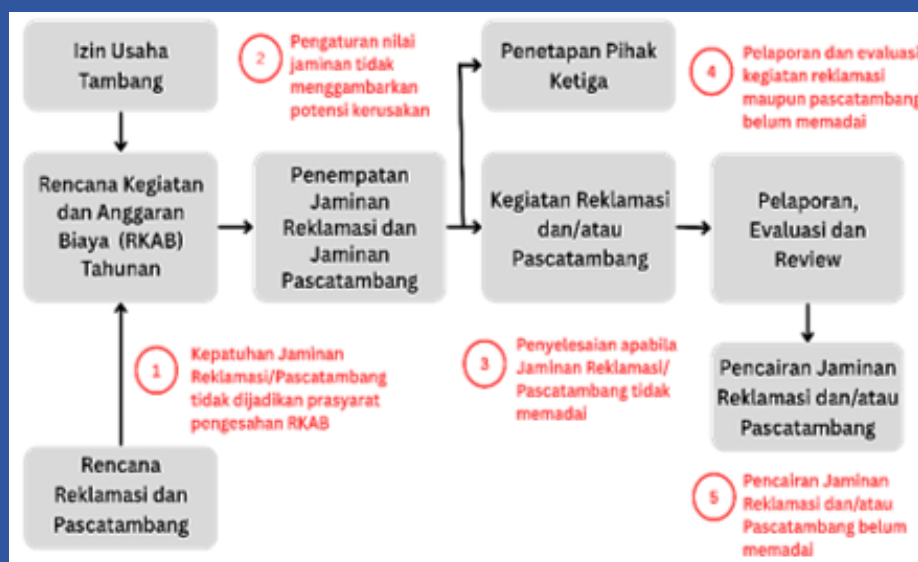 Izin Usaha
Tambang
2
Pengaturan nilai
jaminan tidak
menggambarkan
potensi kerusakan
Penetapan Pihak
Ketiga
4
Pelaporan dan evaluasi
kegiatan reklamasi
maupun pascatambang
belum memadai
Rencana Kegiatan
dan Anggaran
Biaya (RKAB)
Tahunan
Penempatan
Jaminan
Reklamasi dan
Jaminan
Pascatambang
Kegiatan Reklamasi
dan/atau
Pascatambang
Pelaporan,
Evaluasi dan
Review
1
Kepatuhan Jaminan
Reklamasi/Pascatambang
tidak dijadikan prasyarat
pengesahan RKAB
3
Penyelesaian apabila
Jaminan Reklamasi/
Pascatambang tidak
memadai
Pencairan Jaminan
Reklamasi dan/atau
Pascatambang
Rencana
Reklamasi dan
Pascatambang
5
Pencairan Jaminan
Reklamasi dan/atau
Pascatambang belum
memadai